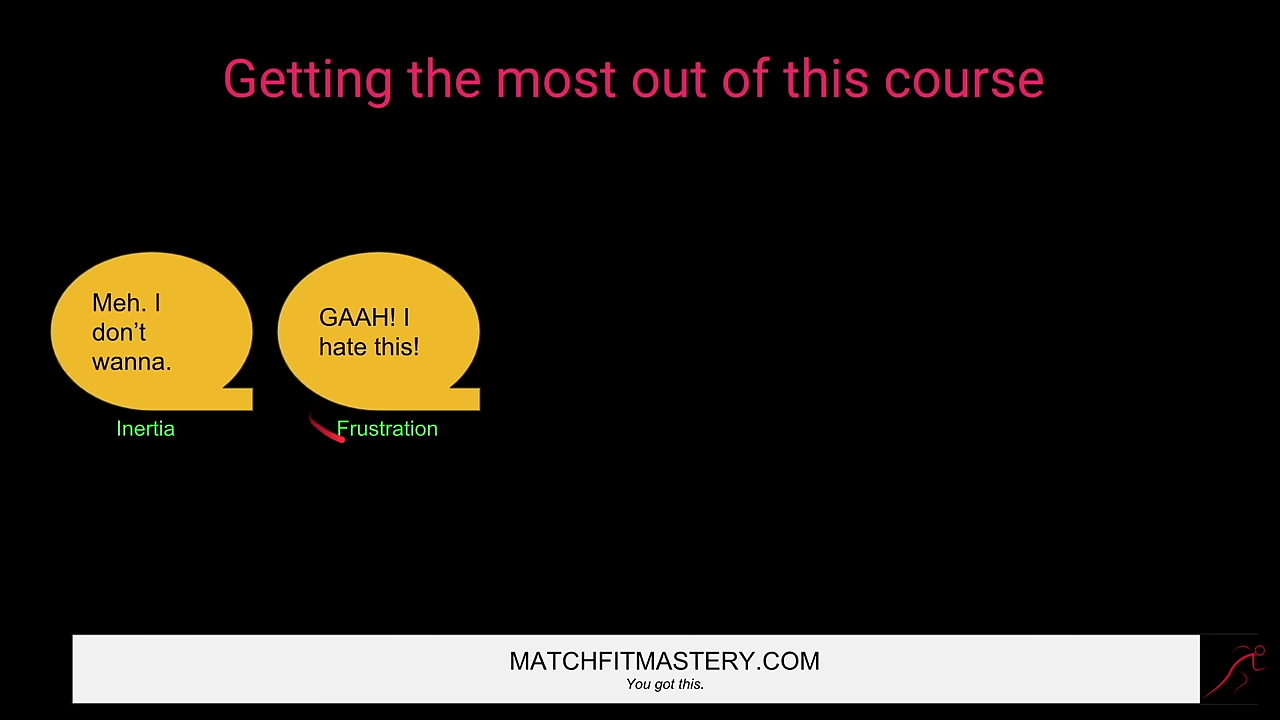 Getting the most out of this course
Meh. I
don’t
wanna.
GAAH! I
hate this!
Inertia
Frustration
MATCHFITMASTERY.COM
You got this.